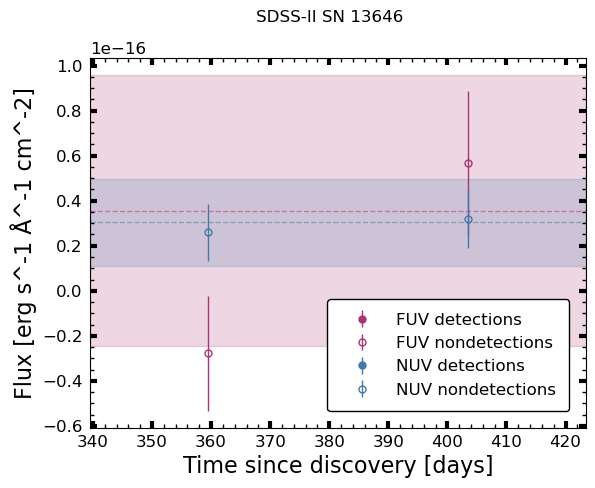 SDSS-II SN 13646
1e−16
1.0
0.8
0.6
0.4
0.2
0.0
−0.2
−0.4
−0.6
Flux [erg s^-1 Å^-1 cm^-2]
FUV detections
FUV nondetections
NUV detections
NUV nondetections
340 350 360 370 380 390 400 410 420
Time since discovery [days]